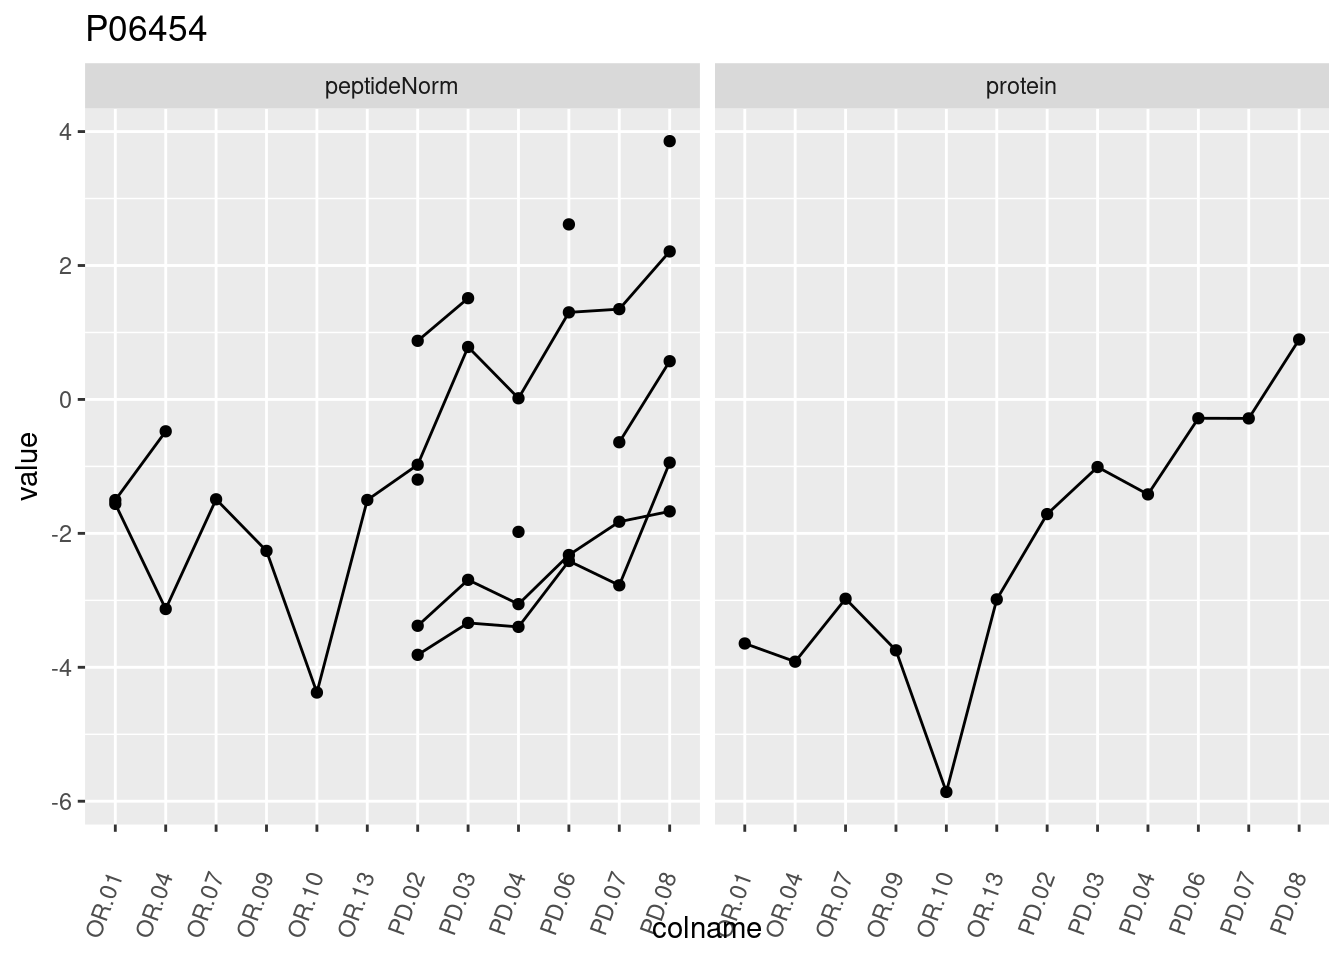 P06454
peptideNorm
protein
value
4
2
0
-2
-4
-6
OR.01
OR.04
OR.07
OR.09
OR.10
OR.13
PD.02
PD.03
PD.04
PD.06
PD.07
PD.08
OR.01
OR.04
OR.07
OR.09
OR.10
OR.13
PD.02
PD.03
PD.04
PD.06
PD.07
PD.08
colname